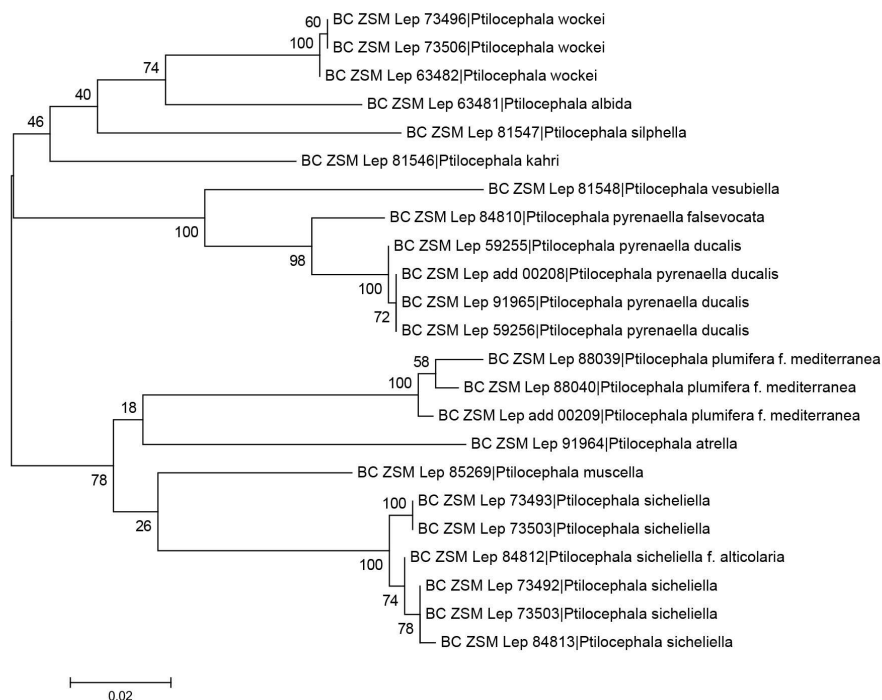 60
BC ZSM Lep 73496|Ptilocephala wockei
100
BC ZSM Lep 73506|Ptilocephala wockei
74
BC ZSM Lep 63482|Ptilocephala wockei
40
BC ZSM Lep 63481|Ptilocephala albida
46
BC ZSM Lep 81547|Ptilocephala silphella
BC ZSM Lep 81546|Ptilocephala kahri
BC ZSM Lep 81548|Ptilocephala vesubiella
100
BC ZSM Lep 84810|Ptilocephala pyrenaella falsevocata
98
BC ZSM Lep 59255|Ptilocephala pyrenaella ducalis
BC ZSM Lep add 00208|Ptilocephala pyrenaella ducalis
100
BC ZSM Lep 91965|Ptilocephala pyrenaella ducalis
72
BC ZSM Lep 59256|Ptilocephala pyrenaella ducalis
58
BC ZSM Lep 88039|Ptilocephala plumifera f. mediterranea
100
BC ZSM Lep 88040|Ptilocephala plumifera f. mediterranea
18
BC ZSM Lep add 00209|Ptilocephala plumifera f. mediterranea
BC ZSM Lep 91964|Ptilocephala atrella
78
BC ZSM Lep 85269|Ptilocephala muscella
26
100
BC ZSM Lep 73493|Ptilocephala sicheliella
BC ZSM Lep 73503|Ptilocephala sicheliella
100
BC ZSM Lep 84812|Ptilocephala sicheliella f. alticolaria
74
BC ZSM Lep 73492|Ptilocephala sicheliella
78
BC ZSM Lep 73503|Ptilocephala sicheliella
BC ZSM Lep 84813|Ptilocephala sicheliella
0.02